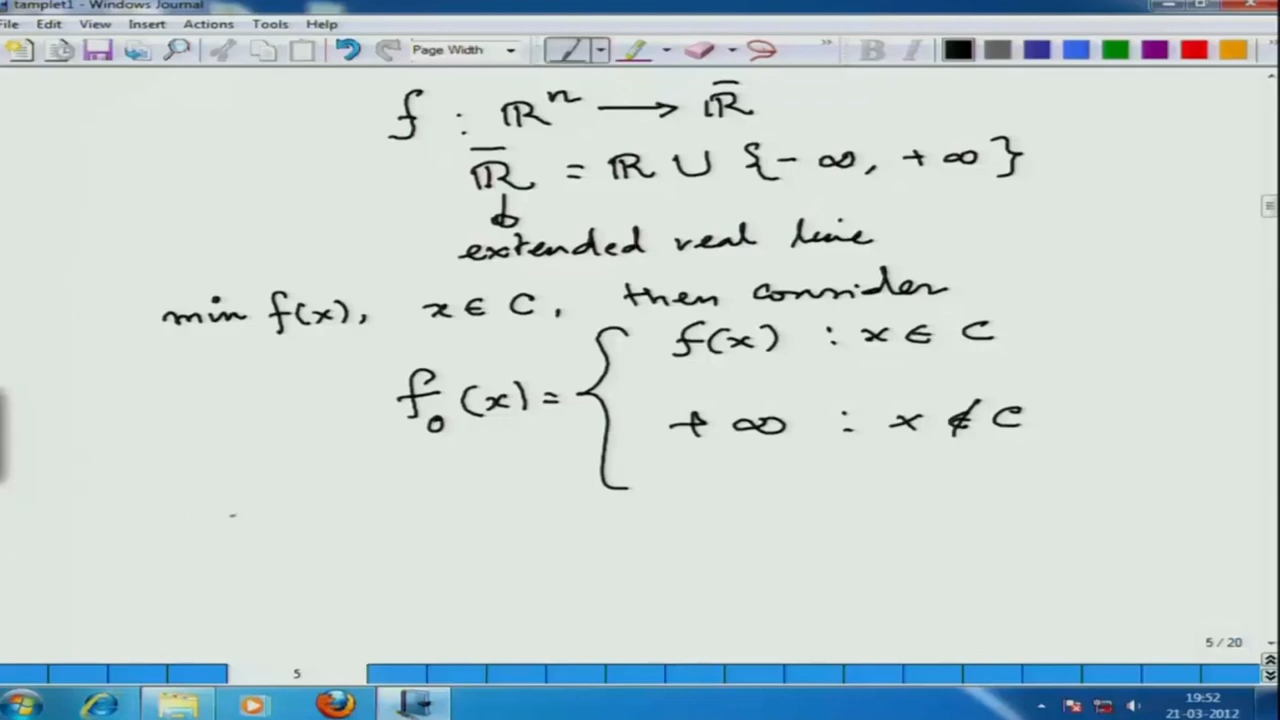 tamplet1 - Windows Journal
File Edit View Insert Actions Tools Help
Page Width
B I
f : ℝⁿ ⟶ ℝ̄
ℝ̄ = ℝ ∪ {-∞, +∞}
extended real line
min f(x), x ∈ C, then consider
f₀(x) = { f(x) : x ∈ C
+∞ : x ∉ C
5 / 20
5
19:52
21-03-2012